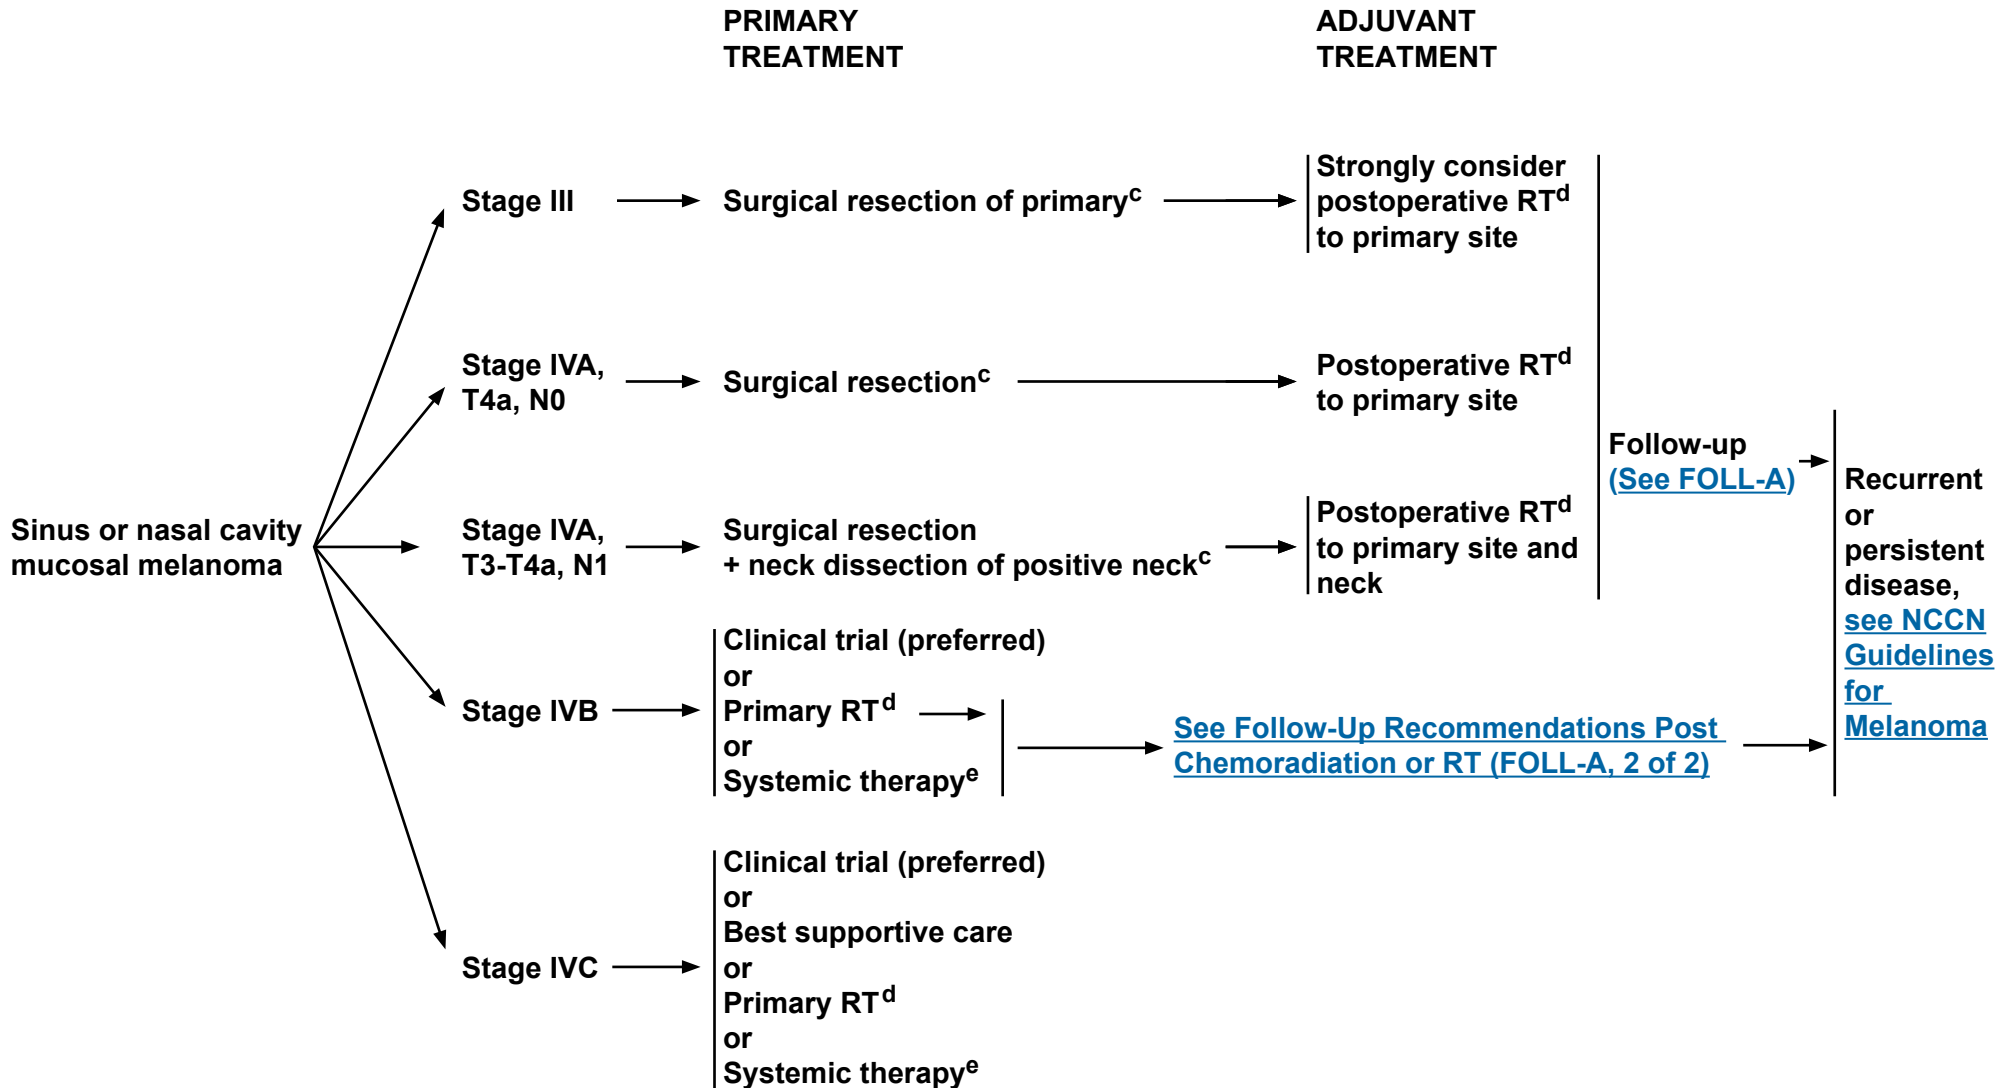 PRIMARY
TREATMENT
ADJUVANT
TREATMENT
Sinus or nasal cavity
mucosal melanoma
Stage III
Surgical resection of primaryᶜ
Strongly consider
postoperative RTᵈ
to primary site
Stage IVA,
T4a, N0
Surgical resectionᶜ
Postoperative RTᵈ
to primary site
Stage IVA,
T3-T4a, N1
Surgical resection
+ neck dissection of positive neckᶜ
Postoperative RTᵈ
to primary site and
neck
Follow-up
(See FOLL-A)
Stage IVB
Clinical trial (preferred)
or
Primary RTᵈ
or
Systemic therapyᵉ
See Follow-Up Recommendations Post
Chemoradiation or RT (FOLL-A, 2 of 2)
Recurrent
or
persistent
disease,
see NCCN
Guidelines
for
Melanoma
Stage IVC
Clinical trial (preferred)
or
Best supportive care
or
Primary RTᵈ
or
Systemic therapyᵉ